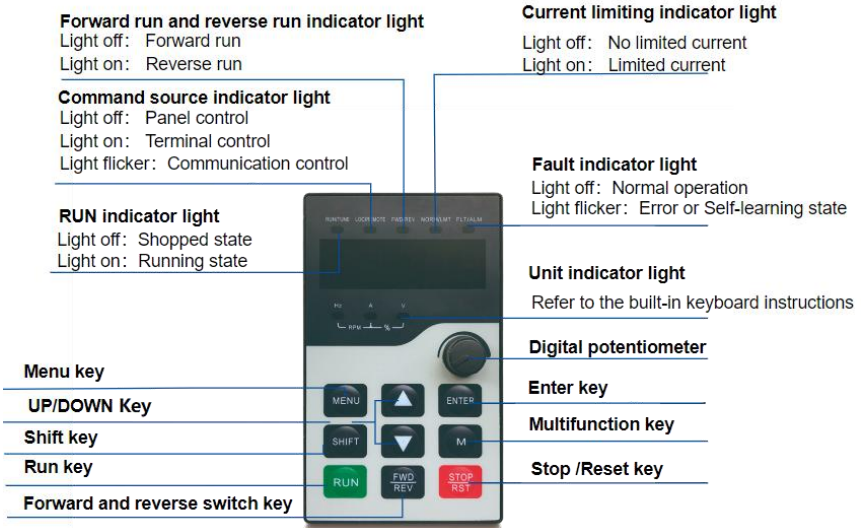 Forward run and reverse run indicator light
Light off: Forward run
Light on: Reverse run
Current limiting indicator light
Light off: No limited current
Light on: Limited current
Command source indicator light
Light off: Panel control
Light on: Terminal control
Light flicker: Communication control
Fault indicator light
Light off: Normal operation
Light flicker: Error or Self-learning state
RUN indicator light
Light off: Shopped state
Light on: Running state
RUN/TUNE LOC/REMOTE FWD/REV NORM/LMT FLT/ALM
Unit indicator light
Refer to the built-in keyboard instructions
Hz A V
RPM %
Digital potentiometer
Menu key
UP/DOWN Key
Shift key
Run key
Forward and reverse switch key
MENU
ENTER
SHIFT
M
RUN
FWD
REV
STOP
RST
Enter key
Multifunction key
Stop /Reset key